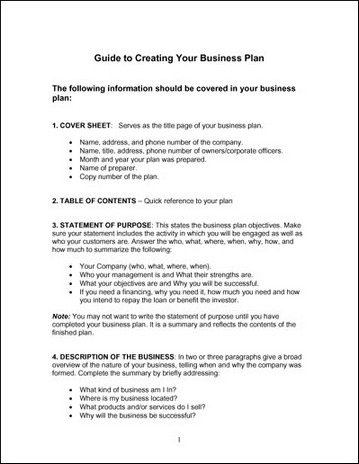 Guide to Creating Your Business Plan
The following information should be covered in your business
plan:
1. COVER SHEET: Serves as the title page of your business plan.
• Name, address, and phone number of the company.
• Name, title, address, phone number of owners/corporate officers.
• Month and year your plan was prepared.
• Name of preparer.
• Copy number of the plan.
2. TABLE OF CONTENTS – Quick reference to your plan
3. STATEMENT OF PURPOSE: This states the business plan objectives. Make
sure your statement includes the activity in which you will be engaged as well as
who your customers are. Answer the who, what, where, when, why, how, and
how much to summarize the following:
• Your Company (who, what, where, when).
• Who your management is and What their strengths are.
• What your objectives are and Why you will be successful.
• If you need a financing, why you need it, how much you need and how
you intend to repay the loan or benefit the investor.
Note: You may not want to write the statement of purpose until you have
completed your business plan. It is a summary and reflects the contents of the
finished plan.
4. DESCRIPTION OF THE BUSINESS: In two or three paragraphs give a broad
overview of the nature of your business, telling when and why the company was
formed. Complete the summary by briefly addressing:
• What kind of business am I In?
• Where is my business located?
• What products and/or services do I sell?
• Why will the business be successful?
1